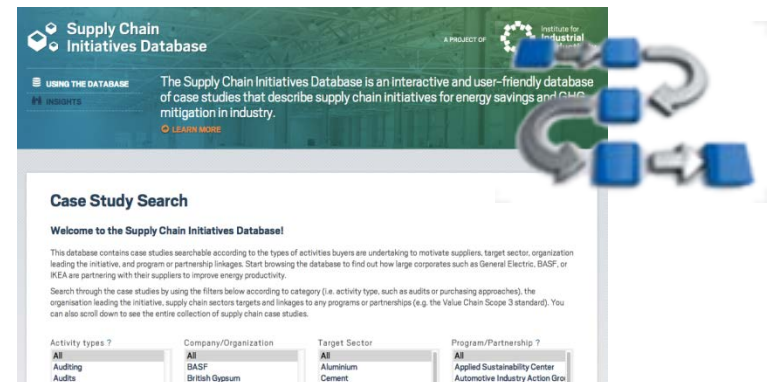 Supply Chain
Initiatives Database
A PROJECT OF
Institute for
Industrial
USING THE DATABASE
INSIGHTS
The Supply Chain Initiatives Database is an interactive and user-friendly database
of case studies that describe supply chain initiatives for energy savings and GHG
mitigation in industry.
LEARN MORE
Case Study Search
Welcome to the Supply Chain Initiatives Database!
This database contains case studies searchable according to the types of activities buyers are undertaking to motivate suppliers, target sector, organization
leading the initiative, and program or partnership linkages. Start browsing the database to find out how large corporates such as General Electric, BASF, or
IKEA are partnering with their suppliers to improve energy productivity.
Search through the case studies by using the filters below according to category (i.e. activity type, such as audits or purchasing approaches), the
organisation leading the initiative, supply chain sectors targets and linkages to any programs or partnerships (e.g. the Value Chain Scope 3 standard). You
can also scroll down to see the entire collection of supply chain case studies.
Activity types ? Company/Organization Target Sector Program/Partnership ?
All All All All
Auditing BASF Aluminium Applied Sustainability Center
Audits British Gypsum Cement Automotive Industry Action Gro